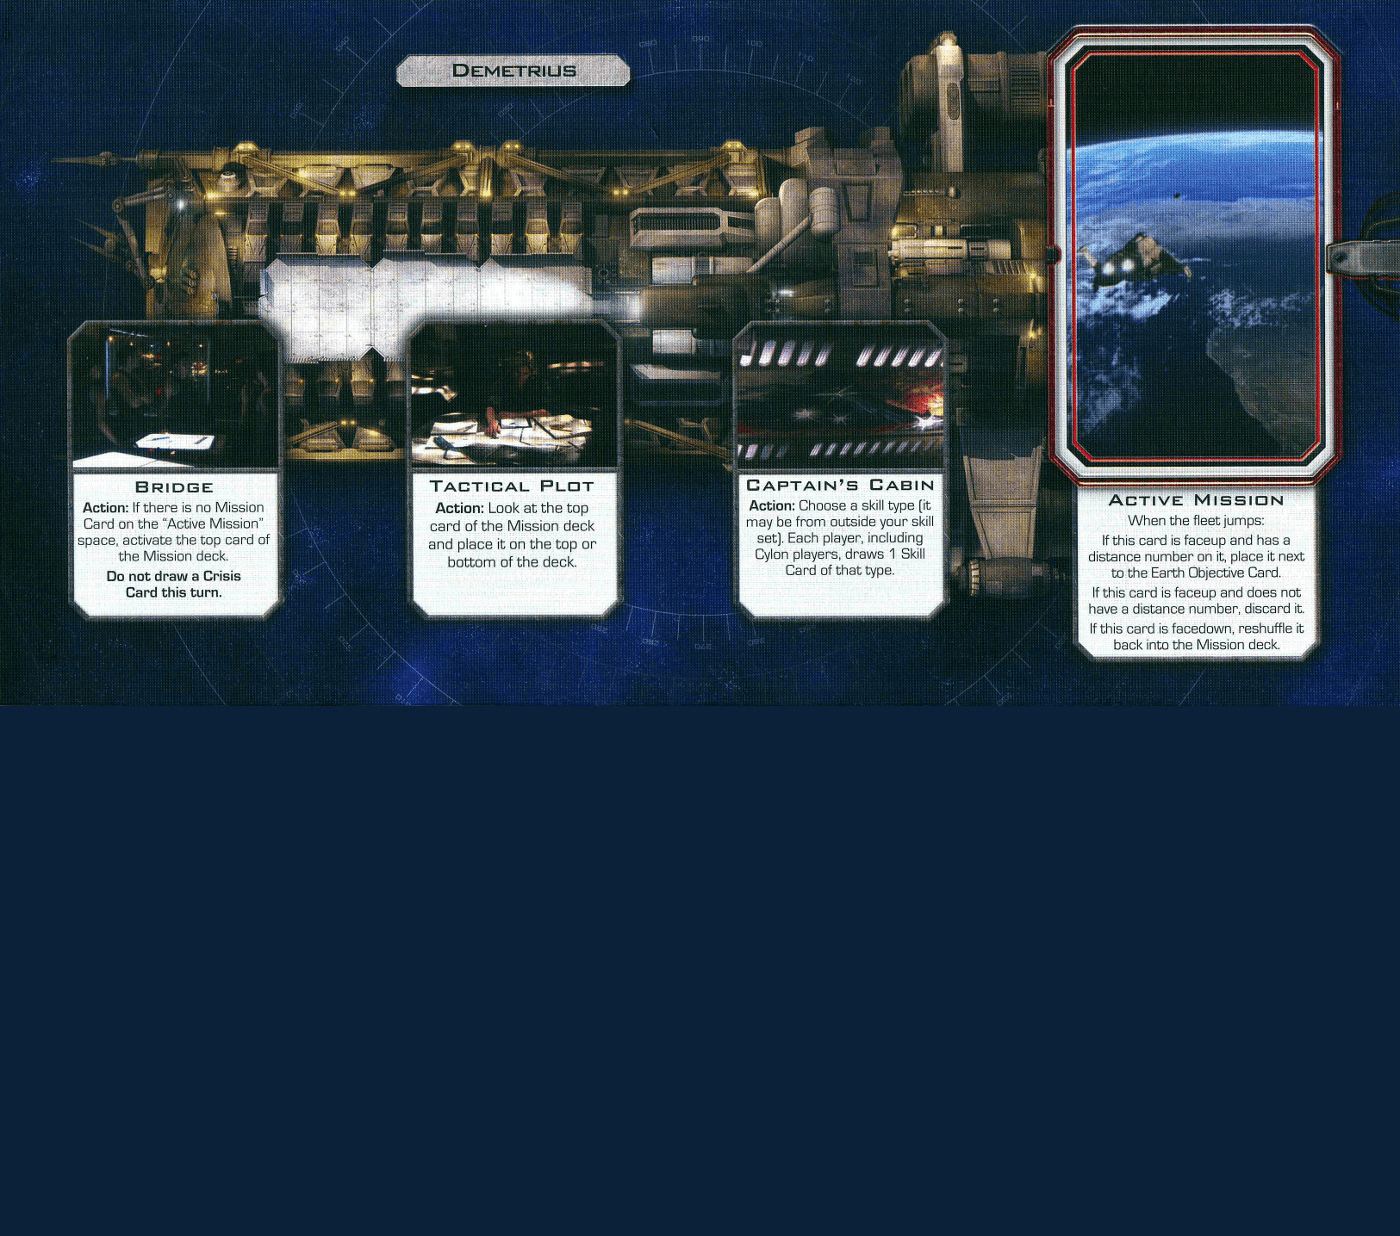 Demetrius
Bridge
Action: If there is no Mission
Card on the “Active Mission”
space, activate the top card of
the Mission deck.
Do not draw a Crisis
Card this turn.
Tactical Plot
Action: Look at the top
card of the Mission deck
and place it on the top or
bottom of the deck.
Captain’s Cabin
Action: Choose a skill type (it
may be from outside your skill
set). Each player, including
Cylon players, draws 1 Skill
Card of that type.
Active Mission
When the fleet jumps:
If this card is faceup and has a
distance number on it, place it next
to the Earth Objective Card.
If this card is faceup and does not
have a distance number, discard it.
If this card is facedown, reshuffle it
back into the Mission deck.